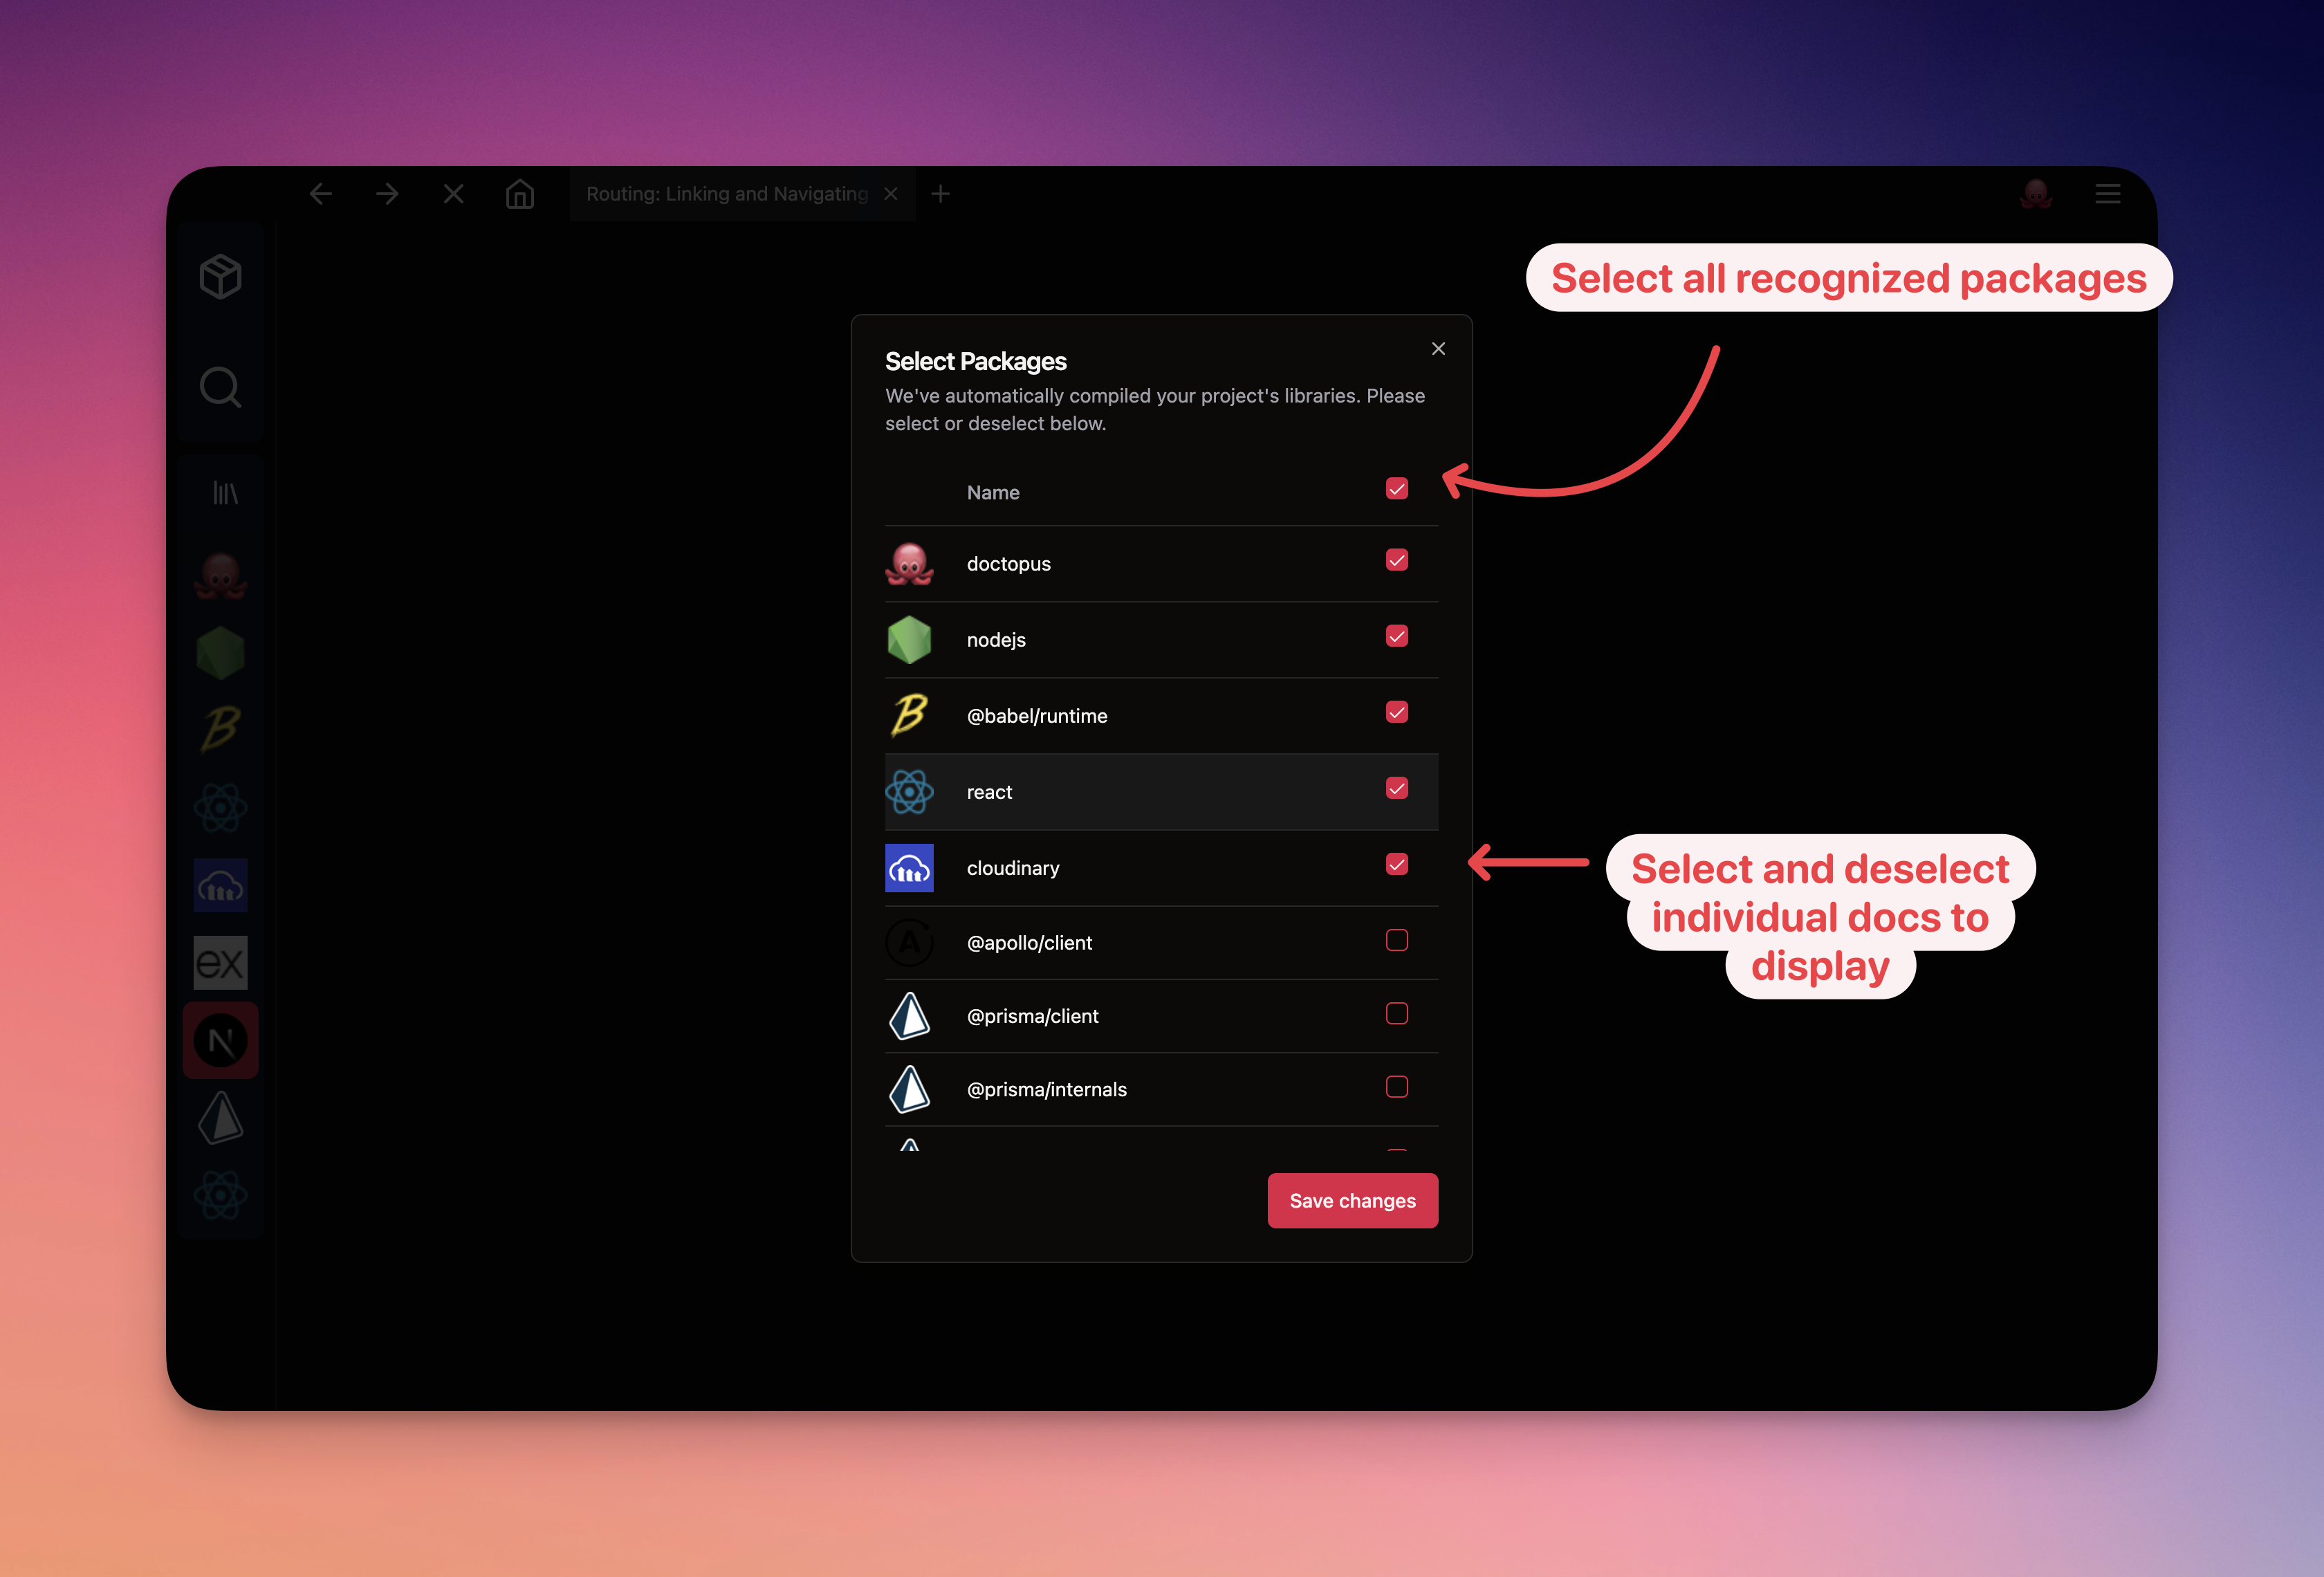 Routing: Linking and Navigating
Select all recognized packages
Select Packages
We've automatically compiled your project's libraries. Please
select or deselect below.
Name
doctopus
nodejs
B
@babel/runtime
react
cloudinary
A
@apollo/client
@prisma/client
@prisma/internals
Save changes
Select and deselect
individual docs to
display
B
ex
N